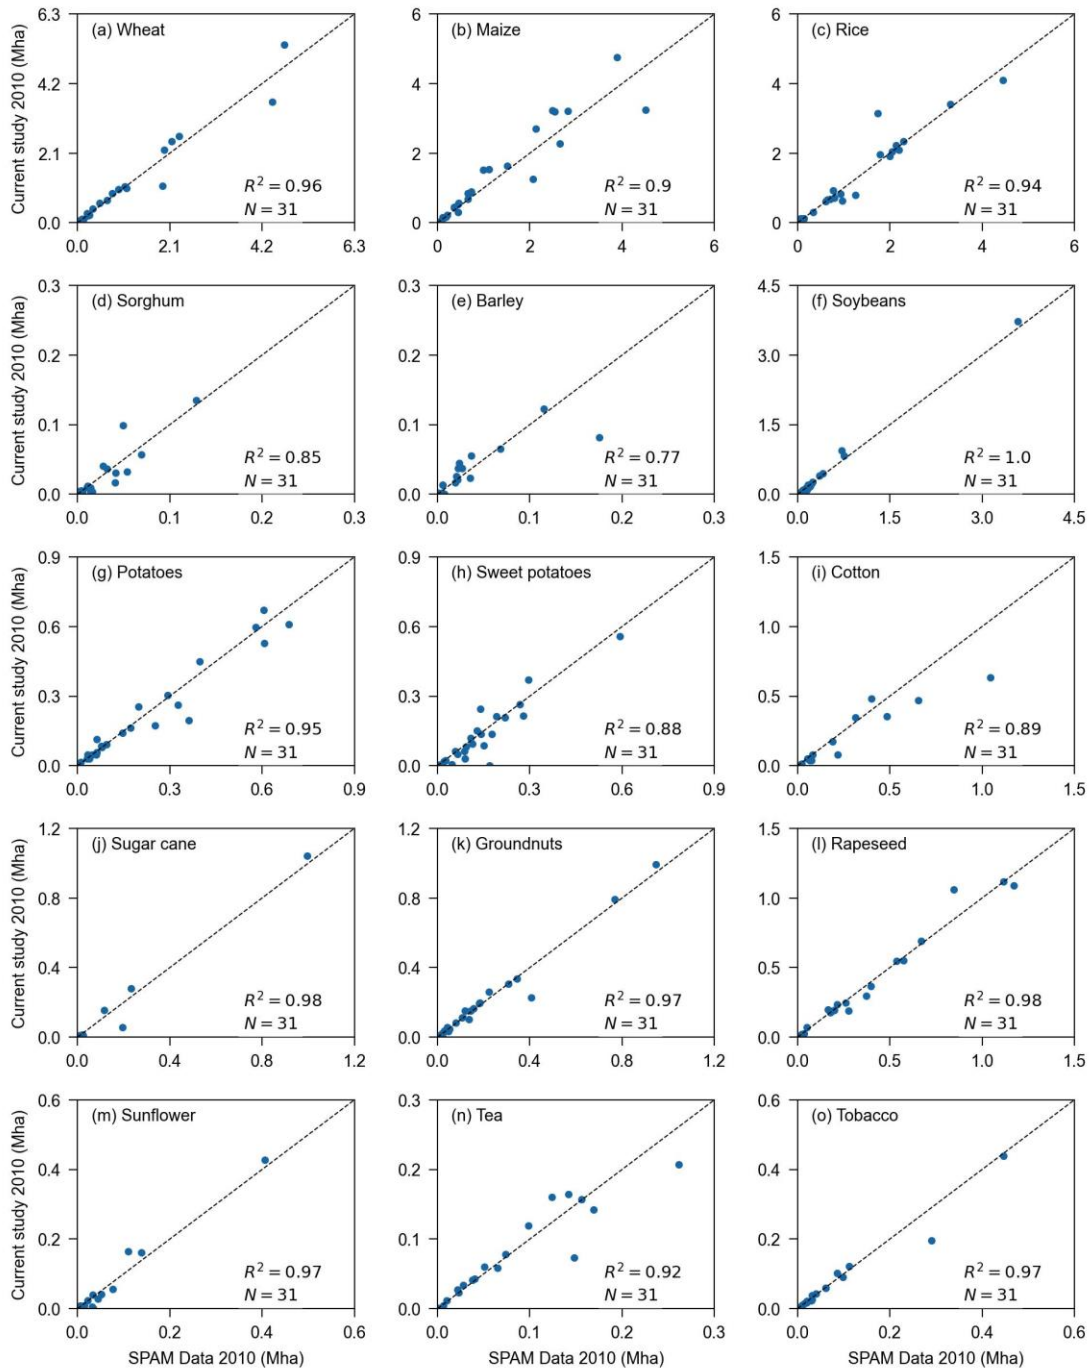 Current study 2010 (Mha)
6.3
4.2
2.1
0.0
(a) Wheat
R² = 0.96
N = 31
0.0 2.1 4.2 6.3
6
4
2
0
(b) Maize
R² = 0.9
N = 31
0 2 4 6
6
4
2
0
(c) Rice
R² = 0.94
N = 31
0 2 4 6
Current study 2010 (Mha)
0.3
0.2
0.1
0.0
(d) Sorghum
R² = 0.85
N = 31
0.0 0.1 0.2 0.3
0.3
0.2
0.1
0.0
(e) Barley
R² = 0.77
N = 31
0.0 0.1 0.2 0.3
4.5
3.0
1.5
0.0
(f) Soybeans
R² = 1.0
N = 31
0.0 1.5 3.0 4.5
Current study 2010 (Mha)
0.9
0.6
0.3
0.0
(g) Potatoes
R² = 0.95
N = 31
0.0 0.3 0.6 0.9
0.9
0.6
0.3
0.0
(h) Sweet potatoes
R² = 0.88
N = 31
0.0 0.3 0.6 0.9
1.5
1.0
0.5
0.0
(i) Cotton
R² = 0.89
N = 31
0.0 0.5 1.0 1.5
Current study 2010 (Mha)
1.2
0.8
0.4
0.0
(j) Sugar cane
R² = 0.98
N = 31
0.0 0.4 0.8 1.2
1.2
0.8
0.4
0.0
(k) Groundnuts
R² = 0.97
N = 31
0.0 0.4 0.8 1.2
1.5
1.0
0.5
0.0
(l) Rapeseed
R² = 0.98
N = 31
0.0 0.5 1.0 1.5
Current study 2010 (Mha)
0.6
0.4
0.2
0.0
(m) Sunflower
R² = 0.97
N = 31
0.0 0.2 0.4 0.6
SPAM Data 2010 (Mha)
0.3
0.2
0.1
0.0
(n) Tea
R² = 0.92
N = 31
0.0 0.1 0.2 0.3
SPAM Data 2010 (Mha)
0.6
0.4
0.2
0.0
(o) Tobacco
R² = 0.97
N = 31
0.0 0.2 0.4 0.6
SPAM Data 2010 (Mha)